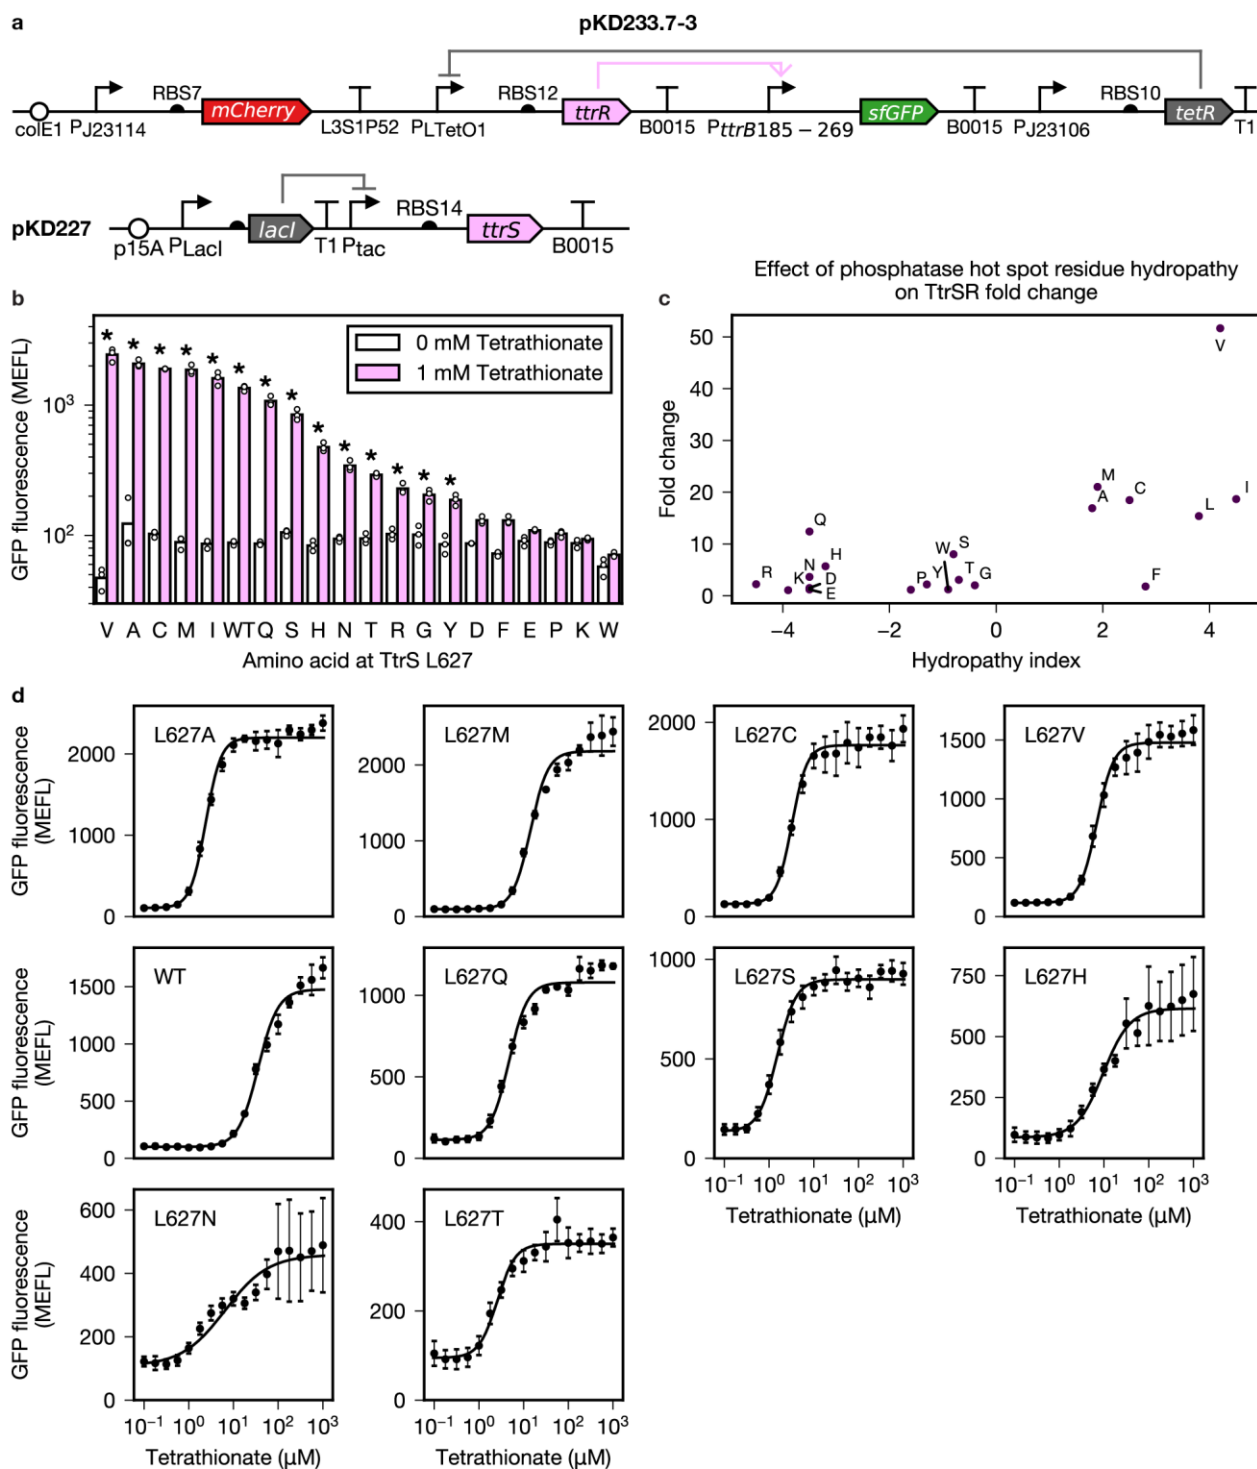 a
pKD233.7-3
RBS7 RBS12 RBS10
mCherry ttrR sfGFP tetR
colE1 PJ23114 L3S1P52 PLTetO1 B0015 PttrB185 – 269 B0015 PJ23106 T1
pKD227
RBS14
lacI ttrS
p15A PLacI T1 Ptac B0015
b
GFP fluorescence (MEFL)
10³
10²
* * * * * * * * * * * * * *
0 mM Tetrathionate
1 mM Tetrathionate
V A C M I WT Q S H N T R G Y D F E P K W
Amino acid at TtrS L627
c
Effect of phosphatase hot spot residue hydropathy
on TtrSR fold change
Fold change
50
40
30
20
10
0
V
M
A
C
I
L
Q
H
W
S
R
N
K
D
E
P
Y
T
G
F
−4 −2 0 2 4
Hydropathy index
d
GFP fluorescence
(MEFL)
L627A
2000
1000
0
L627M
2000
1000
0
L627C
2000
1000
0
L627V
1500
1000
500
0
GFP fluorescence
(MEFL)
WT
1500
1000
500
0
L627Q
1000
500
0
L627S
1000
500
0
10⁻¹ 10⁰ 10¹ 10² 10³
Tetrathionate (µM)
L627H
750
500
250
0
10⁻¹ 10⁰ 10¹ 10² 10³
Tetrathionate (µM)
GFP fluorescence
(MEFL)
L627N
600
400
200
0
10⁻¹ 10⁰ 10¹ 10² 10³
Tetrathionate (µM)
L627T
400
200
0
10⁻¹ 10⁰ 10¹ 10² 10³
Tetrathionate (µM)